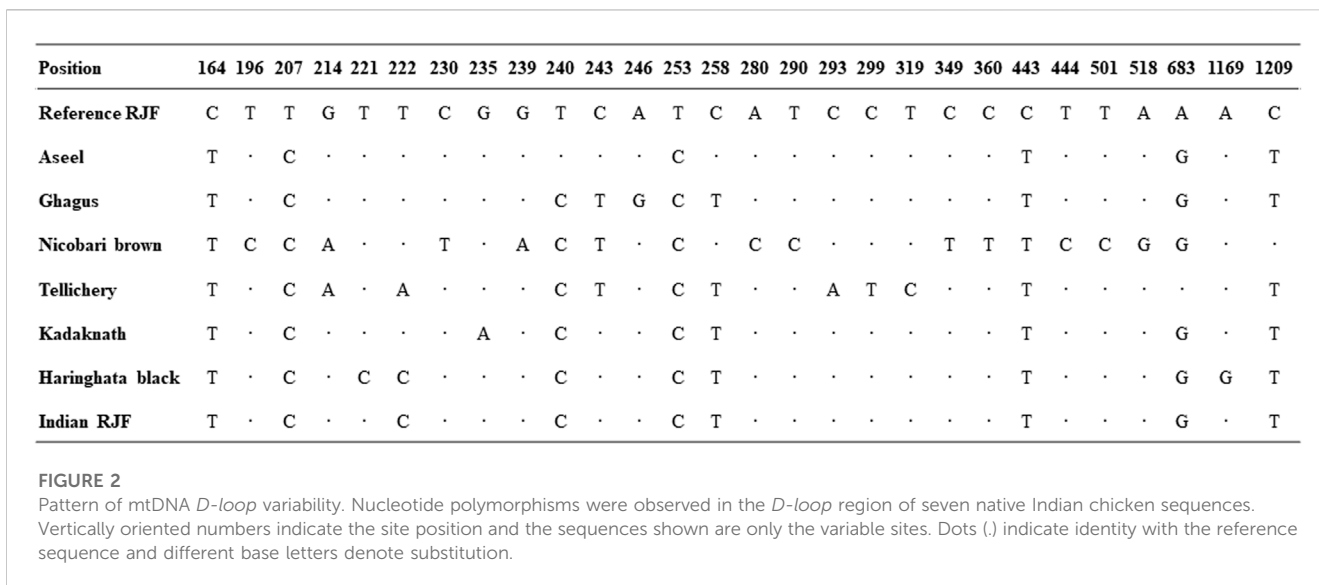 Position 164 196 207 214 221 222 230 235 239 240 243 246 253 258 280 290 293 299 319 349 360 443 444 501 518 683 1169 1209
Reference RJF C T T G T T C G G T C A T C A T C C T C C C T T A A A C
Aseel T · C · · · · · · · · · C · · · · · · · · T · · · G · T
Ghagus T · C · · · · · · C T G C T · · · · · · · T · · · G · T
Nicobari brown T C C A · · T · A C T · C · C C · · · T T T C C G G · ·
Tellichery T · C A · A · · · C T · C T · · A T C · · T · · · · · T
Kadaknath T · C · · · · A · C · · C T · · · · · · · T · · · G · T
Haringhata black T · C · C C · · · C · · C T · · · · · · · T · · · G G T
Indian RJF T · C · · C · · · C · · C T · · · · · · · T · · · G · T
FIGURE 2
Pattern of mtDNA D-loop variability. Nucleotide polymorphisms were observed in the D-loop region of seven native Indian chicken sequences.
Vertically oriented numbers indicate the site position and the sequences shown are only the variable sites. Dots (.) indicate identity with the reference
sequence and different base letters denote substitution.